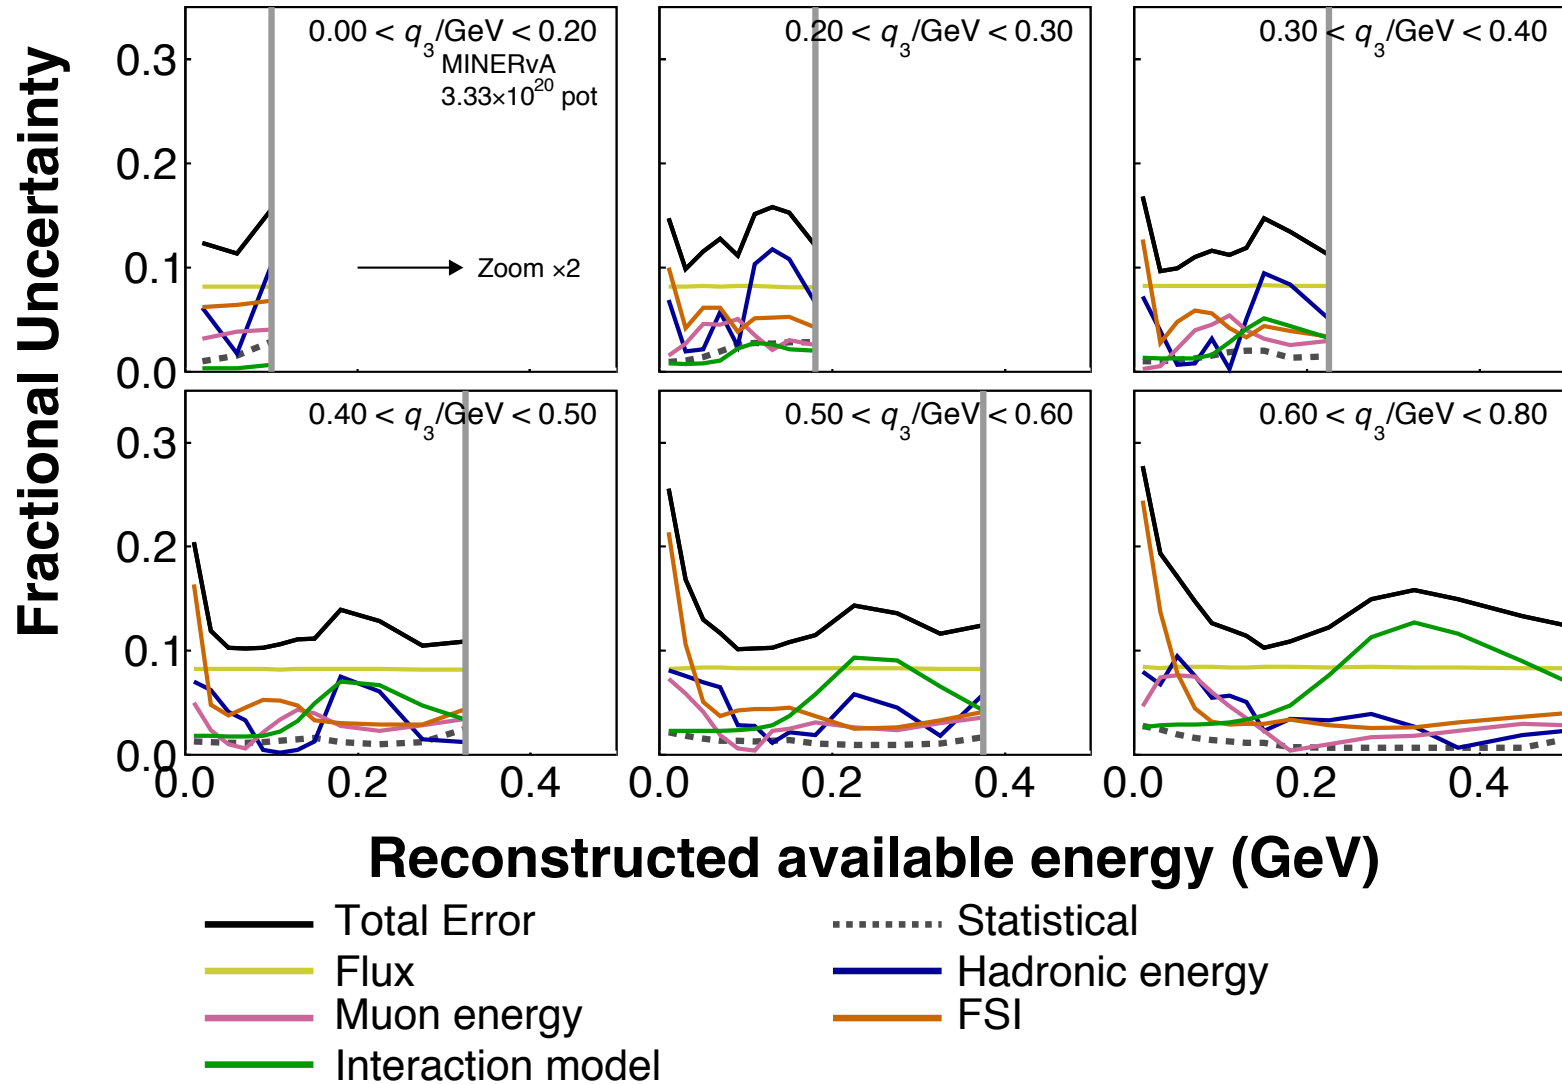 Fractional Uncertainty
0.00 < q3/GeV < 0.20
MINERvA
3.33×10^20 pot
Zoom ×2
0.20 < q3/GeV < 0.30
0.30 < q3/GeV < 0.40
0.3
0.2
0.1
0.0
0.40 < q3/GeV < 0.50
0.50 < q3/GeV < 0.60
0.60 < q3/GeV < 0.80
0.3
0.2
0.1
0.0
0.0 0.2 0.4
0.0 0.2 0.4
0.0 0.2 0.4
Reconstructed available energy (GeV)
Total Error
Flux
Muon energy
Interaction model
Statistical
Hadronic energy
FSI